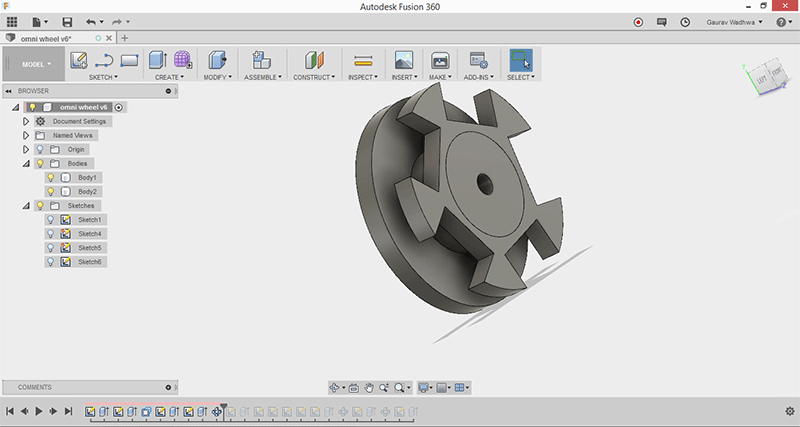 Autodesk Fusion 360
Gaurav Wadhwa
omni wheel v6*
MODEL
SKETCH
CREATE
MODIFY
ASSEMBLE
CONSTRUCT
INSPECT
INSERT
MAKE
ADD-INS
SELECT
BROWSER
omni wheel v6
Document Settings
Named Views
Origin
Bodies
Body1
Body2
Sketches
Sketch1
Sketch4
Sketch5
Sketch6
LEFT
COMMENTS